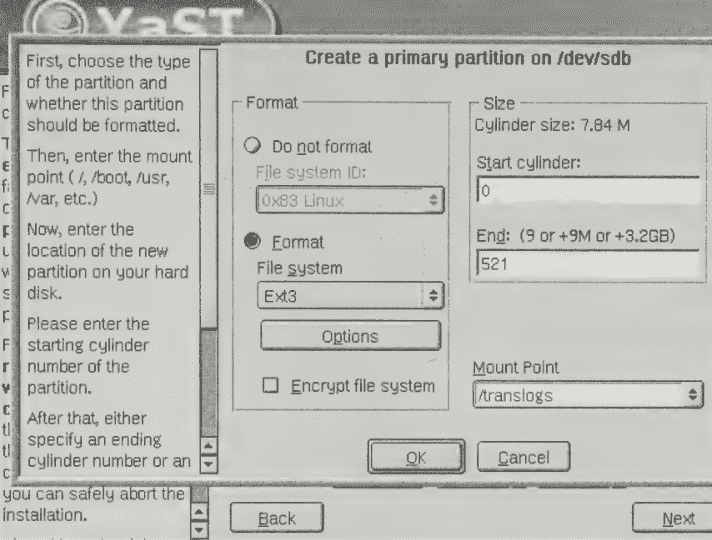 YaST
First, choose the type
of the partition and
whether this partition
should be formatted.
Then, enter the mount
point ( /, /boot, /usr,
/var, etc.)
Now, enter the
location of the new
partition on your hard
disk.
Please enter the
starting cylinder
number of the
partition.
After that, either
specify an ending
cylinder number or an
you can safely abort the
installation.
Create a primary partition on /dev/sdb
Format
Do not format
File system ID:
0x83 Linux
Format
File system
Ext3
Options
Encrypt file system
Size
Cylinder size: 7.84 M
Start cylinder:
0
End: (9 or +9M or +3.2GB)
521
Mount Point
/translogs
OK
Cancel
Back
Next